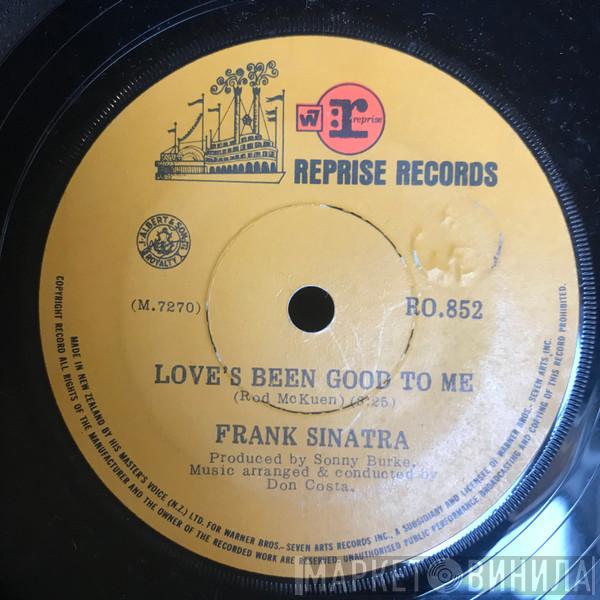 W
r
reprise
REPRISE RECORDS
J. ALBERT & SON
ROYALTY
(M.7270)
RO.852
LOVE'S BEEN GOOD TO ME
(Rod McKuen) (3:25)
FRANK SINATRA
Produced by Sonny Burke.
Music arranged & conducted by
Don Costa.
MADE IN NEW ZEALAND BY HIS MASTER'S VOICE (N.Z.) LTD. FOR WARNER BROS.– SEVEN ARTS RECORDS INC., A SUBSIDIARY AND LICENSEE OF WARNER BROS.- SEVEN ARTS INC.
COPYRIGHT RECORD ALL RIGHTS OF THE MANUFACTURER AND THE OWNER OF THE RECORDED WORK ARE RESERVED. UNAUTHORISED PUBLIC PERFORMANCE BROADCASTING AND COPYING OF THIS RECORD PROHIBITED.
МАРКЕТ ВИНИЛА